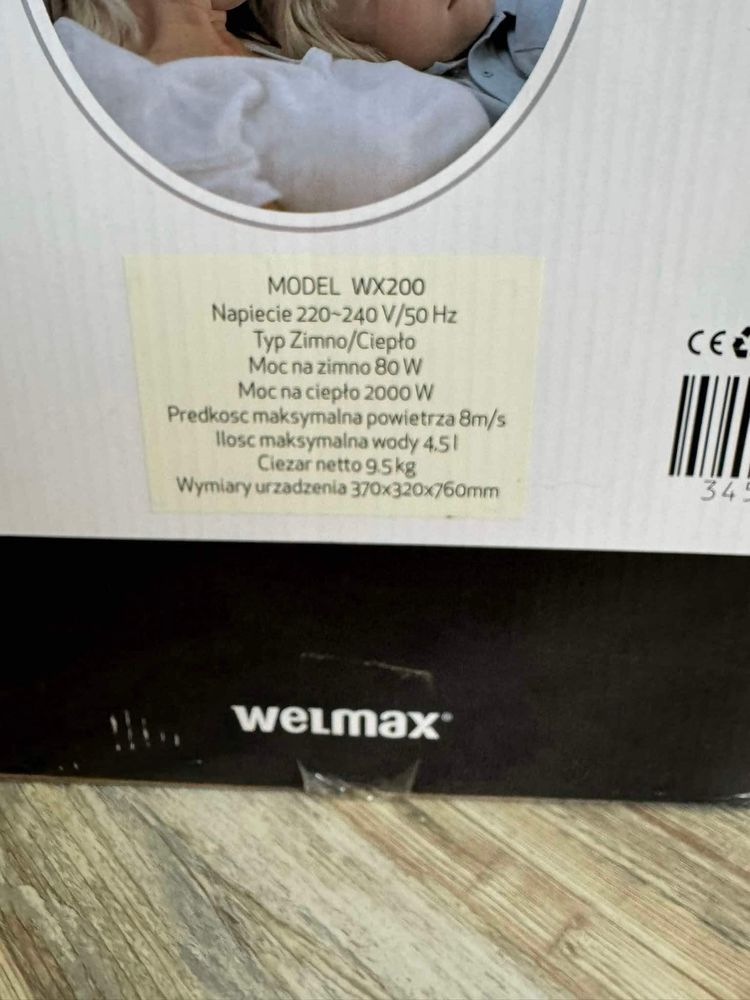 MODEL WX200
Napiecie 220~240 V/50 Hz
Typ Zimno/Ciepło
Moc na zimno 80 W
Moc na ciepło 2000 W
Predkosc maksymalna powietrza 8m/s
Ilosc maksymalna wody 4,5 l
Ciezar netto 9.5 kg
Wymiary urzadzenia 370x320x760mm
CE
345
welmax®